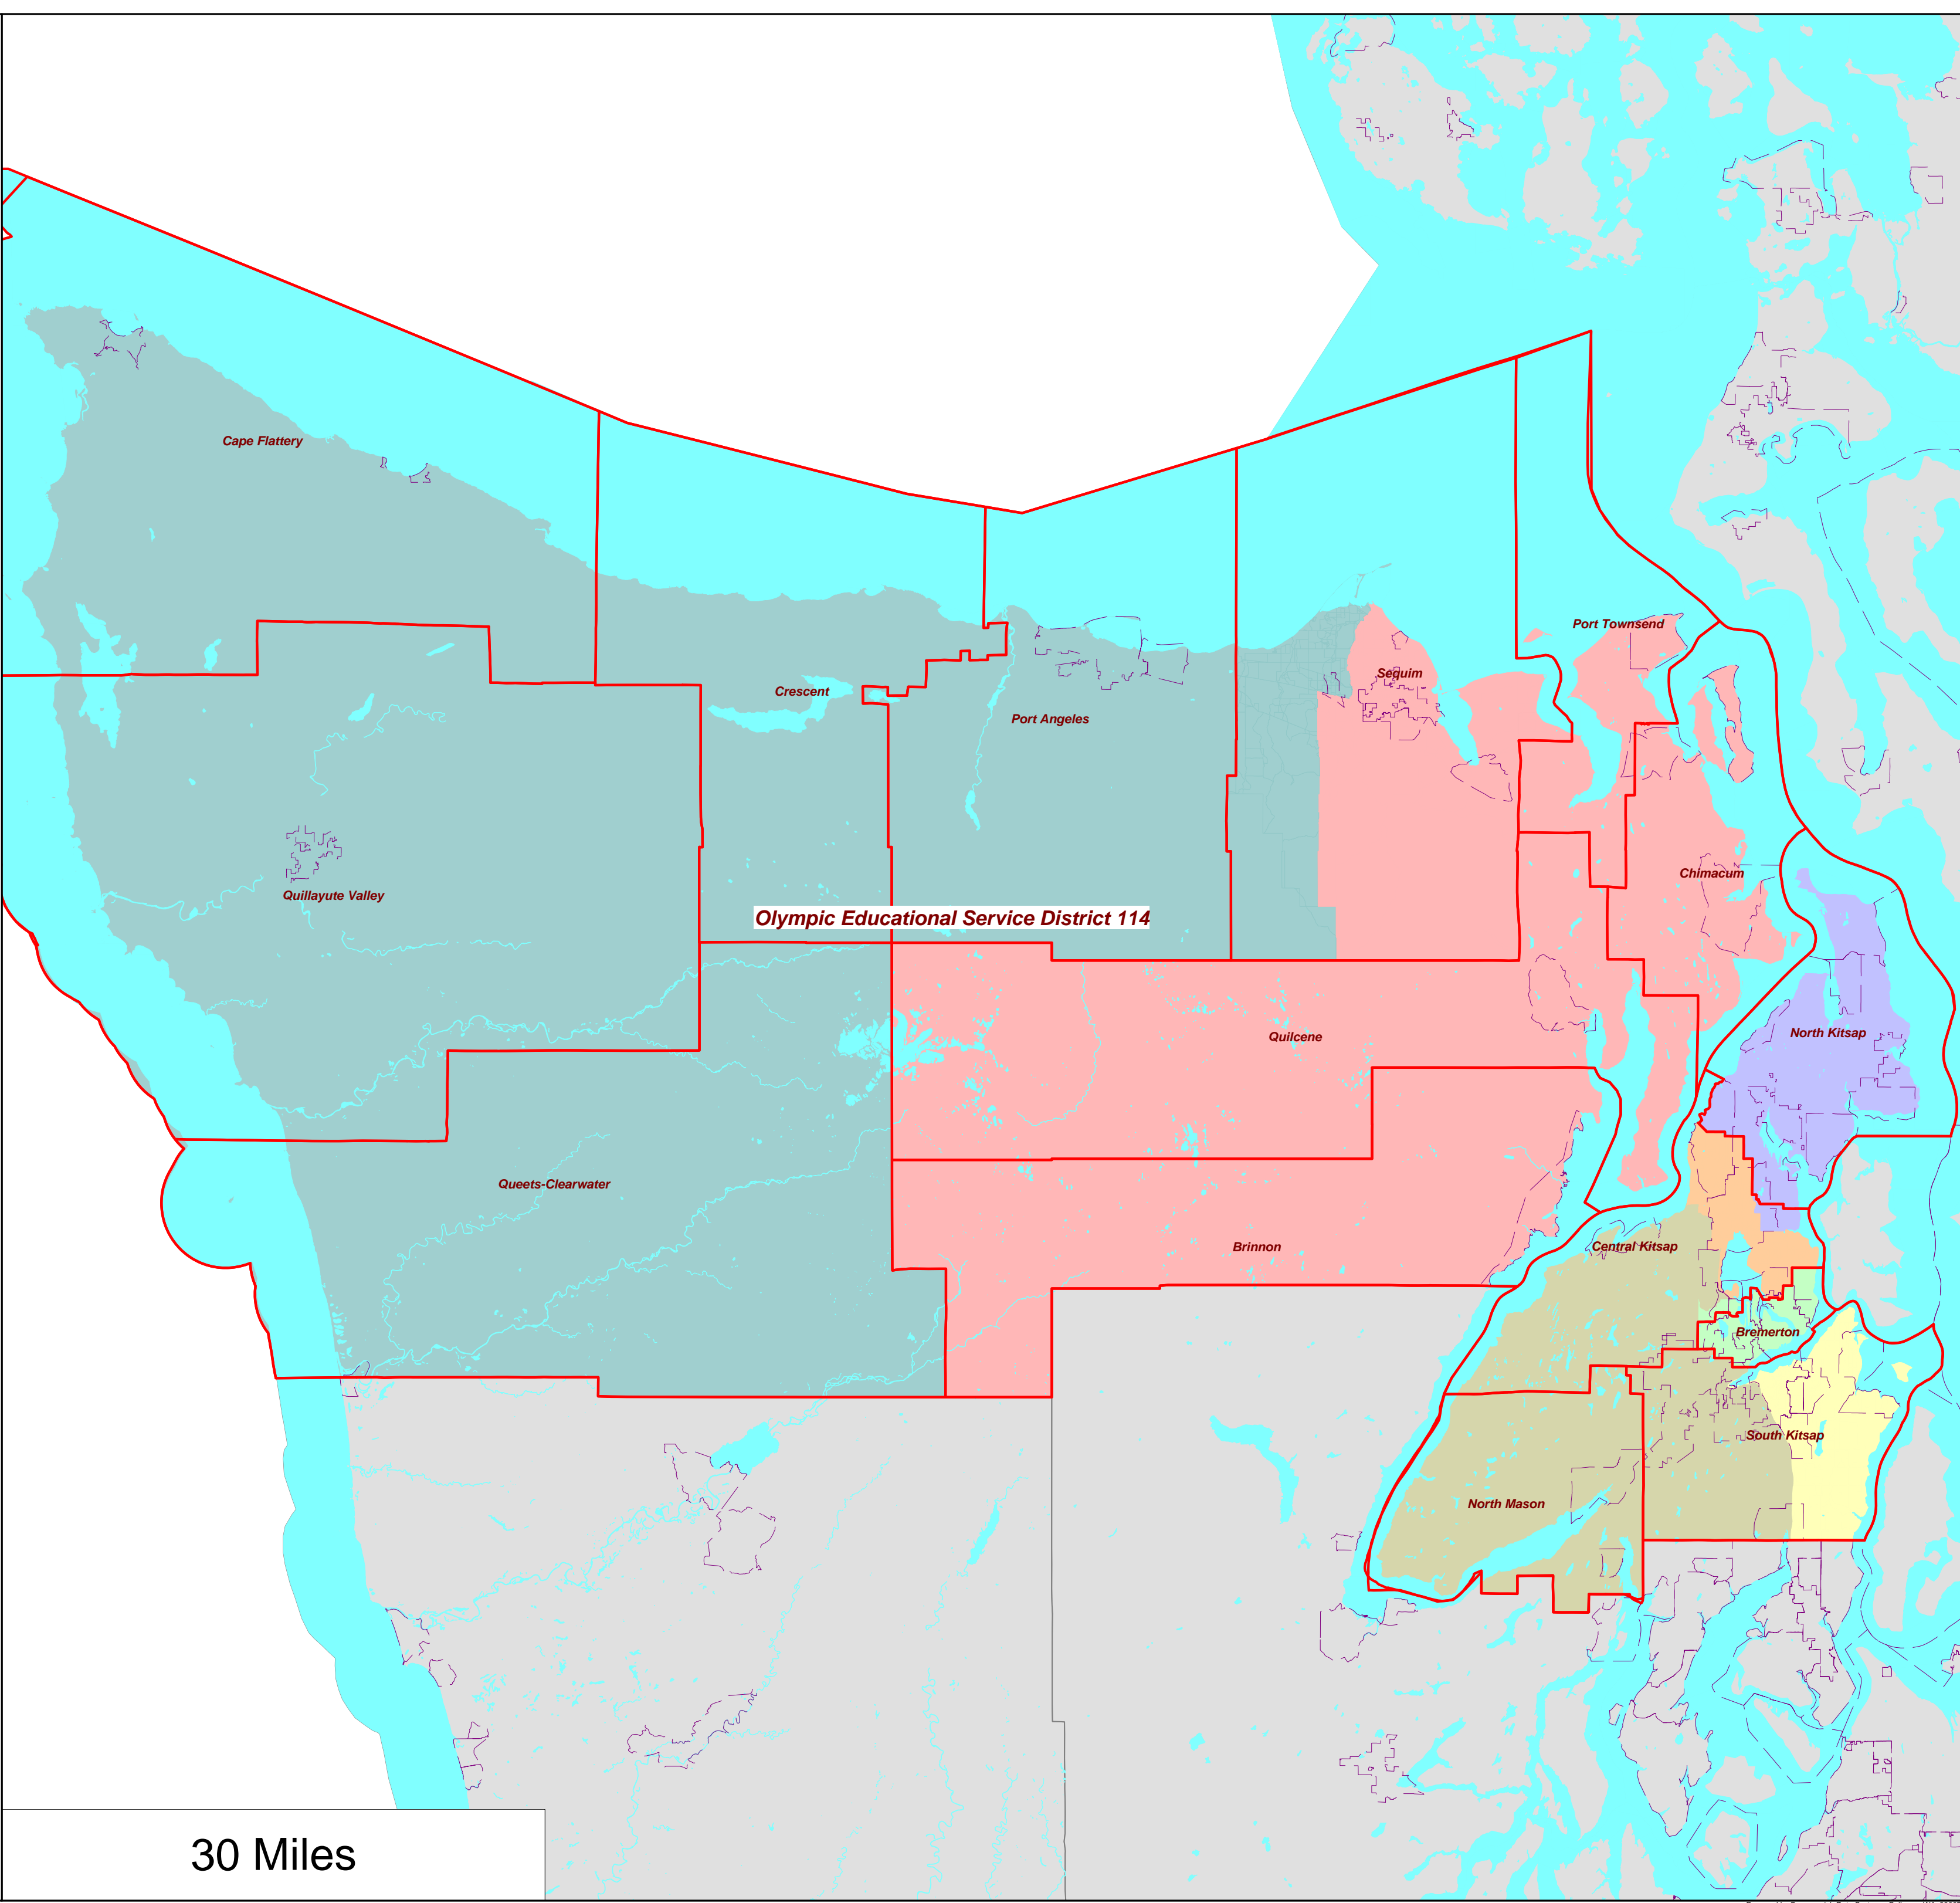 Cape Flattery
Port Townsend
Sequim
Crescent
Port Angeles
Chimacum
Quillayute Valley
Olympic Educational Service District 114
North Kitsap
Quilcene
Queets-Clearwater
Brinnon
Central Kitsap
Bremerton
South Kitsap
North Mason
30 Miles